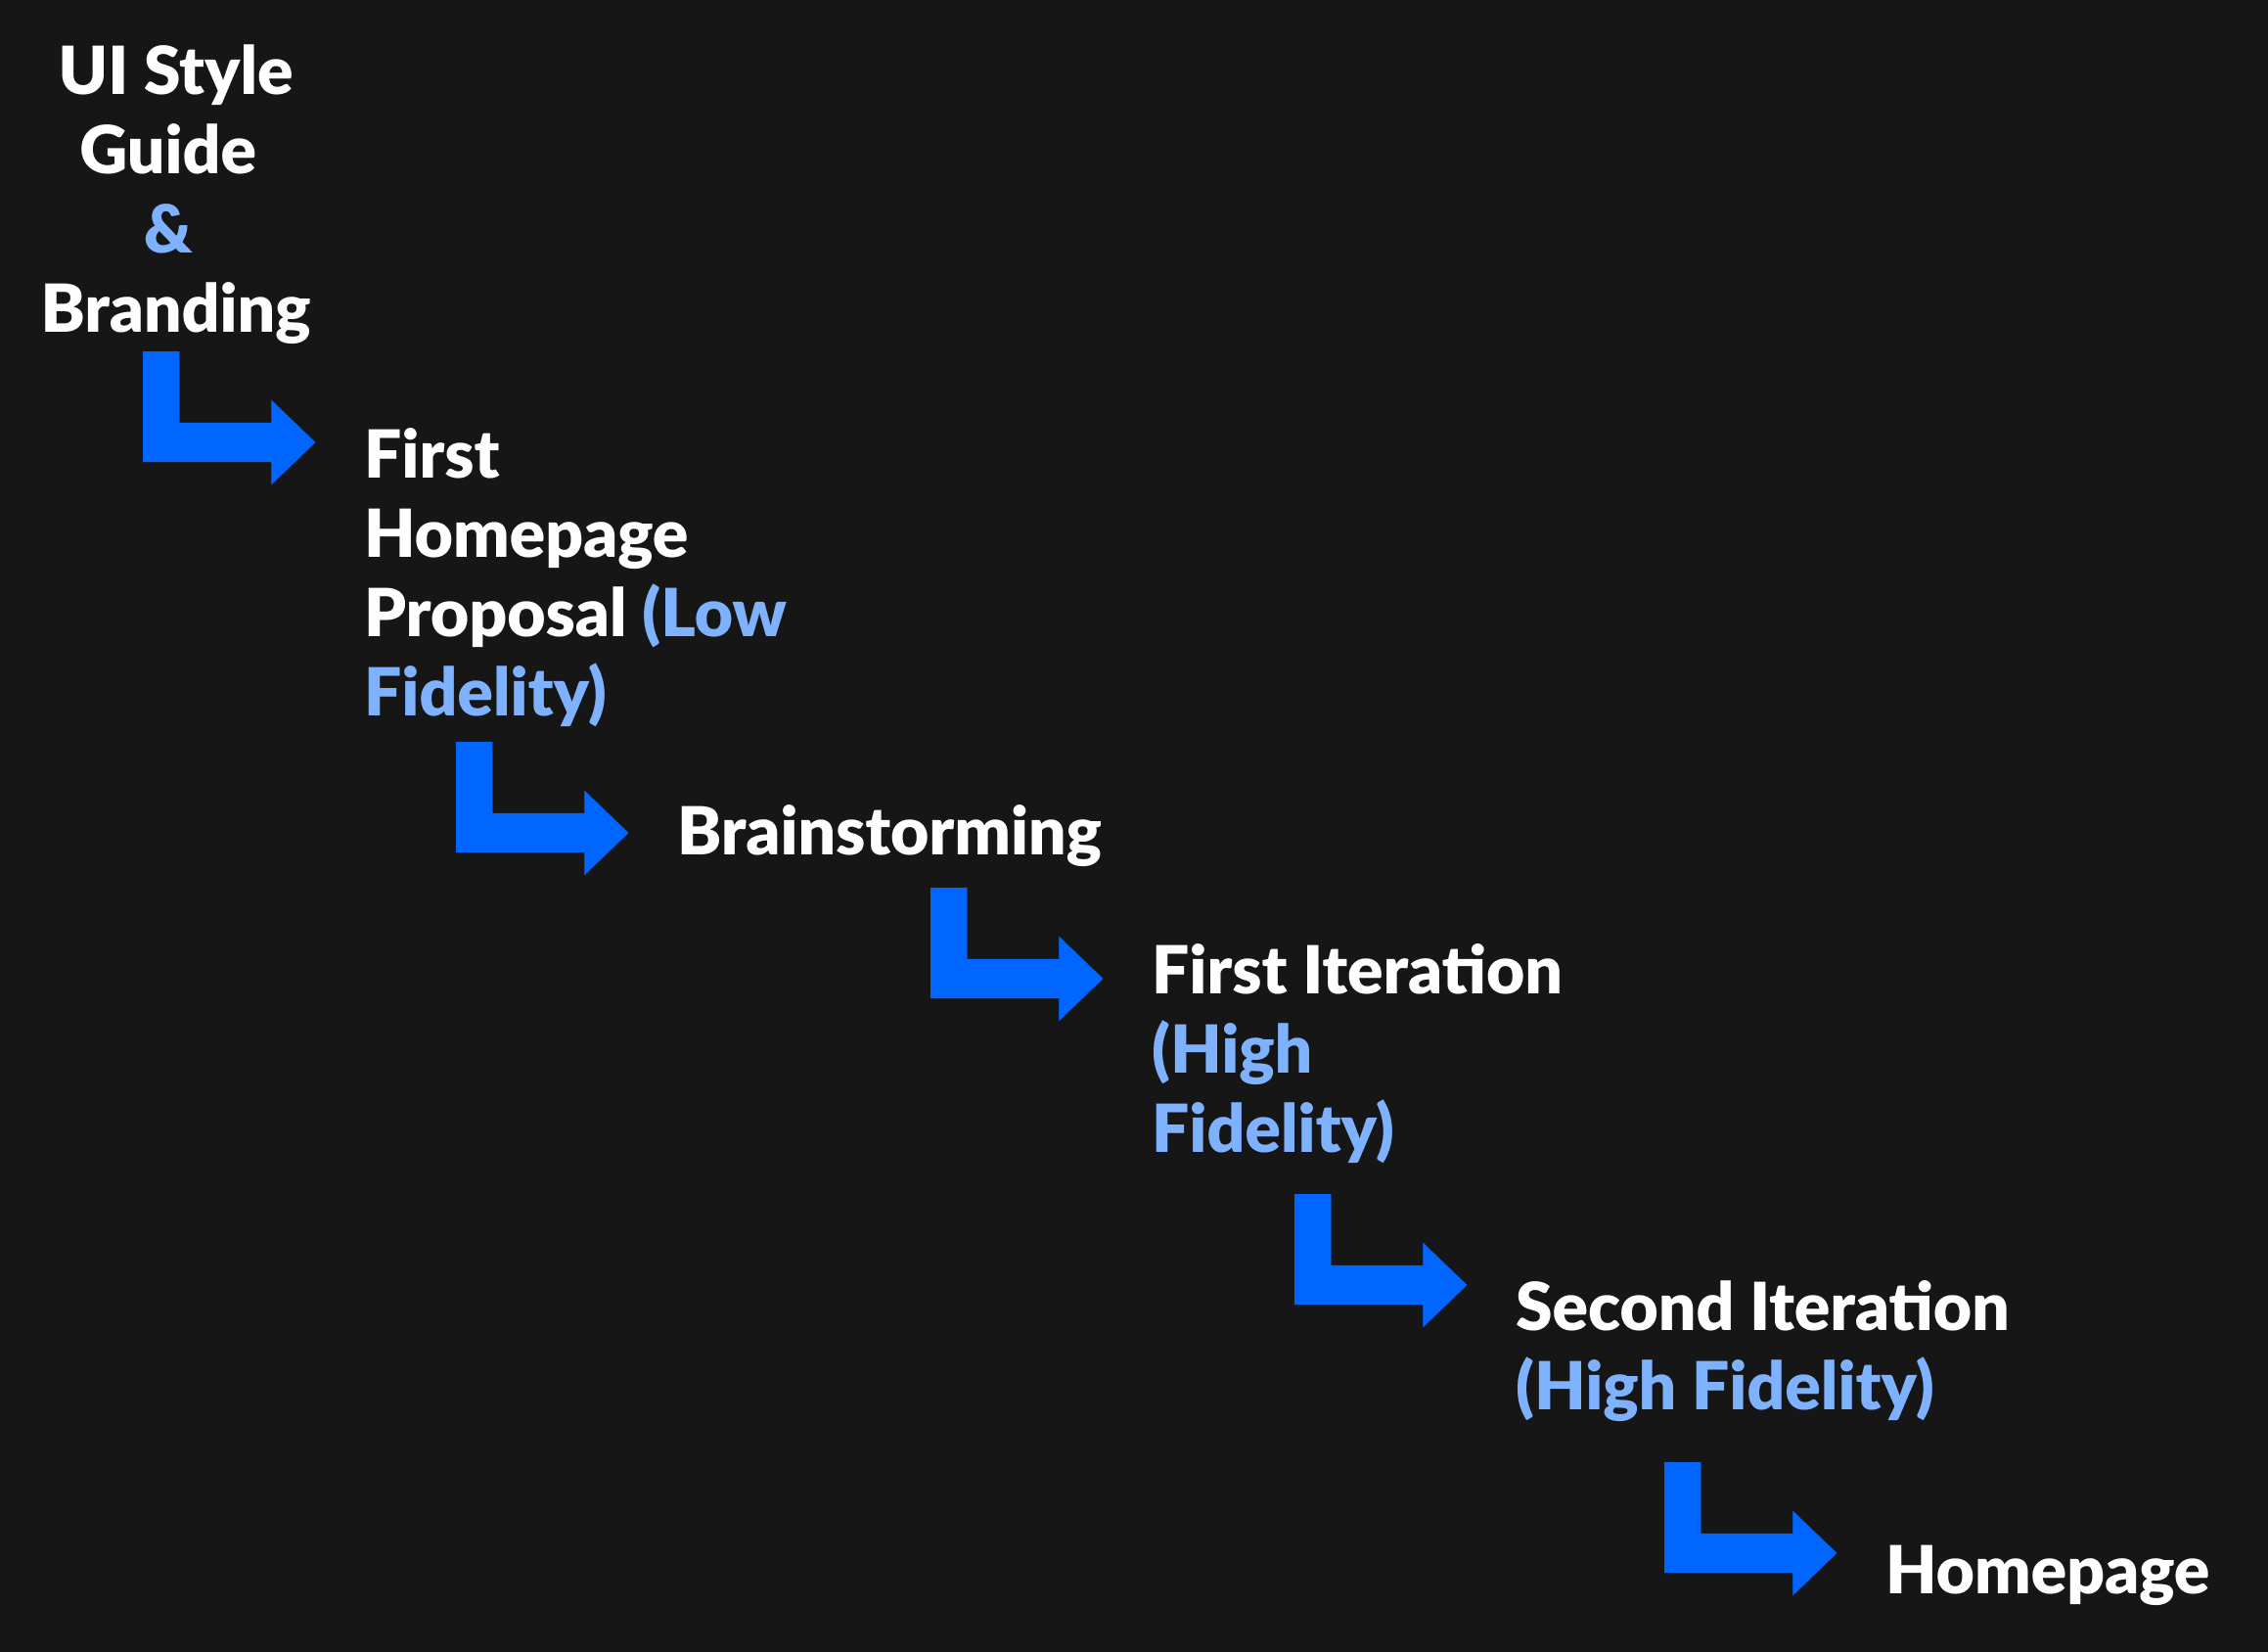 UI Style
Guide
&
Branding
First
Homepage
Proposal (Low
Fidelity)
Brainstorming
First Iteration
(High
Fidelity)
Second Iteration
(High Fidelity)
Homepage